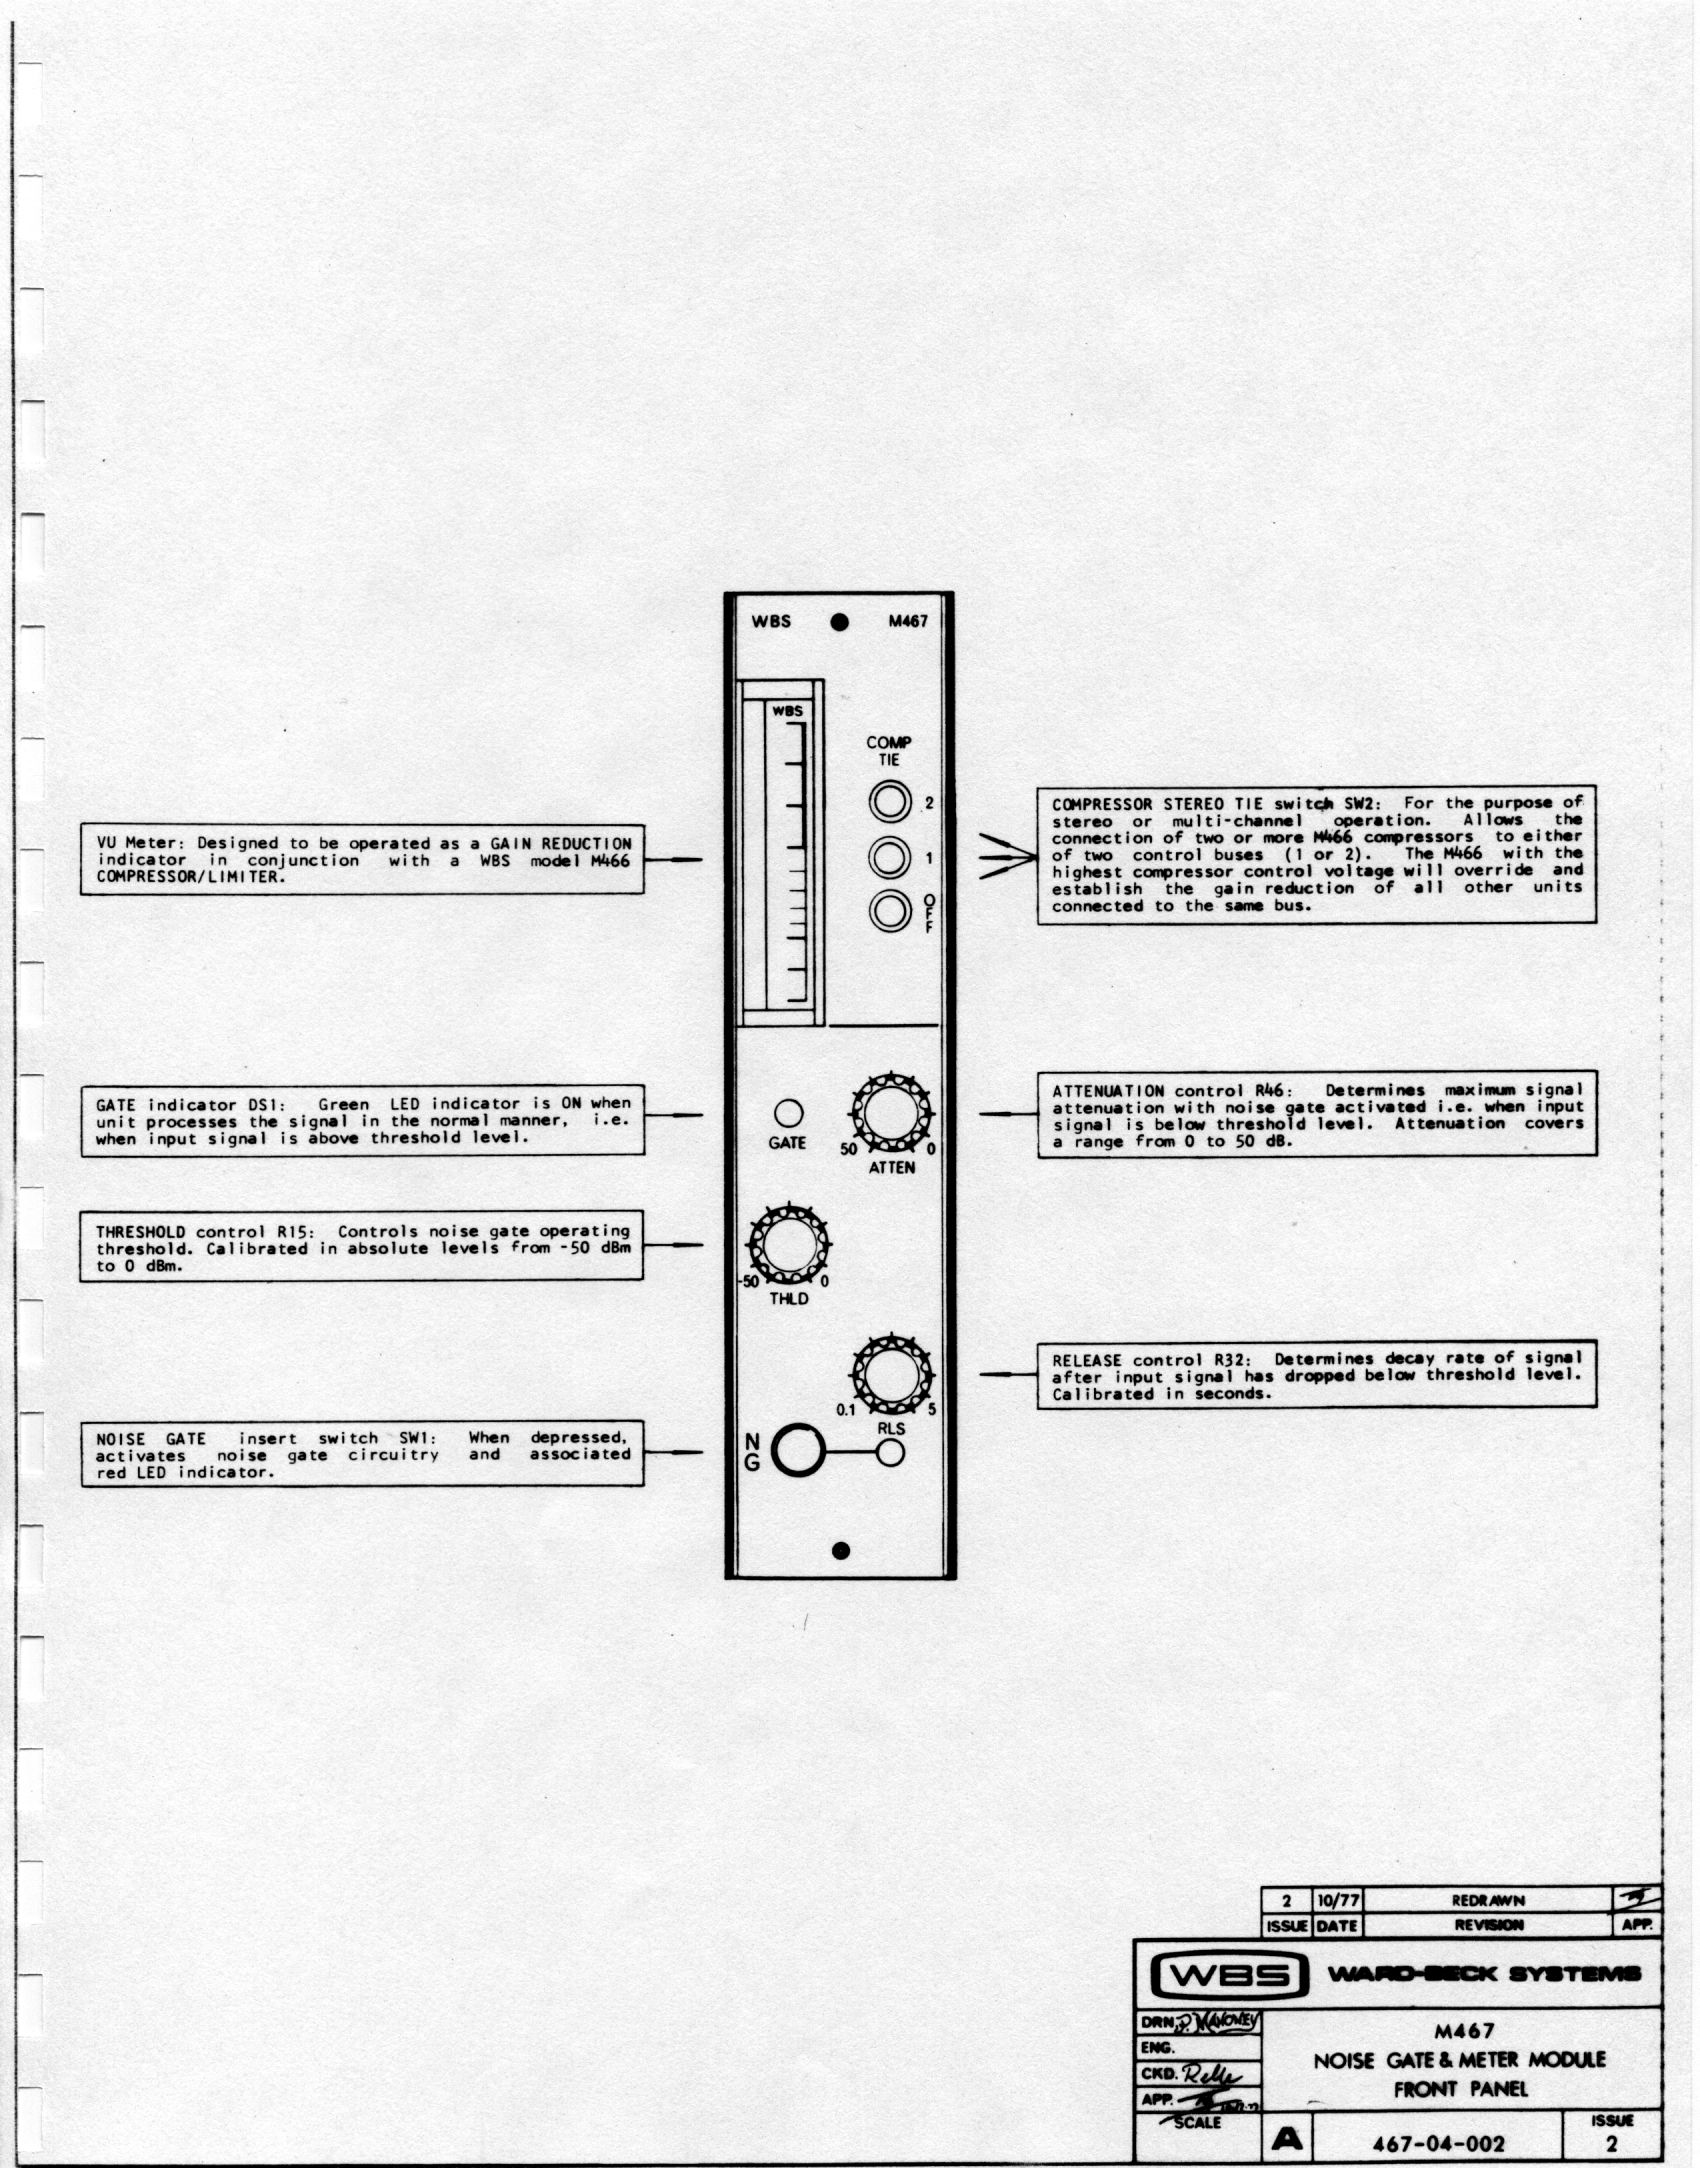 WBS M467
WBS
COMP
TIE
2
1
OFF
VU Meter: Designed to be operated as a GAIN REDUCTION
indicator in conjunction with a WBS model M466
COMPRESSOR/LIMITER.
COMPRESSOR STEREO TIE switch SW2: For the purpose of
stereo or multi-channel operation. Allows the
connection of two or more M466 compressors to either
of two control buses (1 or 2). The M466 with the
highest compressor control voltage will override and
establish the gain reduction of all other units
connected to the same bus.
GATE indicator DS1: Green LED indicator is ON when
unit processes the signal in the normal manner, i.e.
when input signal is above threshold level.
GATE
50 0
ATTEN
ATTENUATION control R46: Determines maximum signal
attenuation with noise gate activated i.e. when input
signal is below threshold level. Attenuation covers
a range from 0 to 50 dB.
THRESHOLD control R15: Controls noise gate operating
threshold. Calibrated in absolute levels from -50 dBm
to 0 dBm.
-50 0
THLD
RELEASE control R32: Determines decay rate of signal
after input signal has dropped below threshold level.
Calibrated in seconds.
0.1 5
RLS
NOISE GATE insert switch SW1: When depressed,
activates noise gate circuitry and associated
red LED indicator.
NG
2 10/77 REDRAWN
ISSUE DATE REVISION APP.
WBS WARD-BECK SYSTEMS
DRN. P. MAHONEY
ENG.
CKD.
APP.
SCALE
M467
NOISE GATE & METER MODULE
FRONT PANEL
A 467-04-002
ISSUE
2